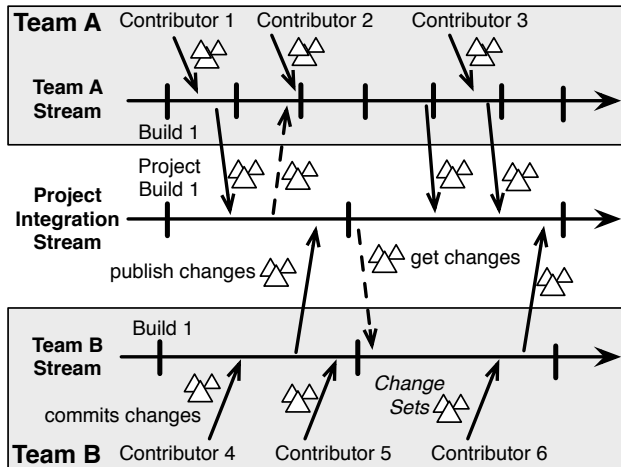 Team A
Contributor 1
Contributor 2
Contributor 3
Team A
Stream
Build 1
Project
Build 1
Project
Integration
Stream
publish changes
get changes
Build 1
Team B
Stream
Change
Sets
commits changes
Team B
Contributor 4
Contributor 5
Contributor 6